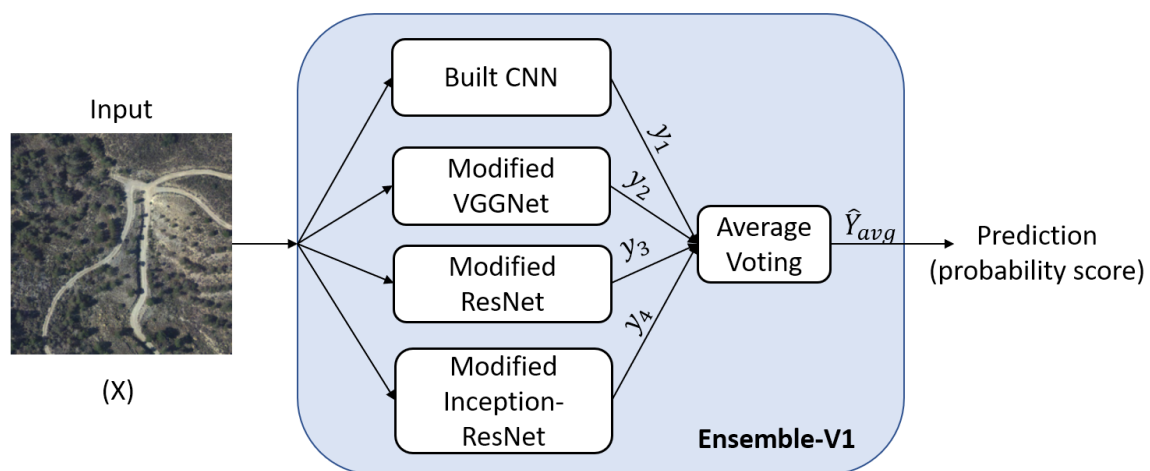 Input
(X)
Built CNN
Modified
VGGNet
Modified
ResNet
Modified
Inception-
ResNet
y₁
y₂
y₃
y₄
Average
Voting
Ŷₐᵥg
Prediction
(probability score)
Ensemble-V1